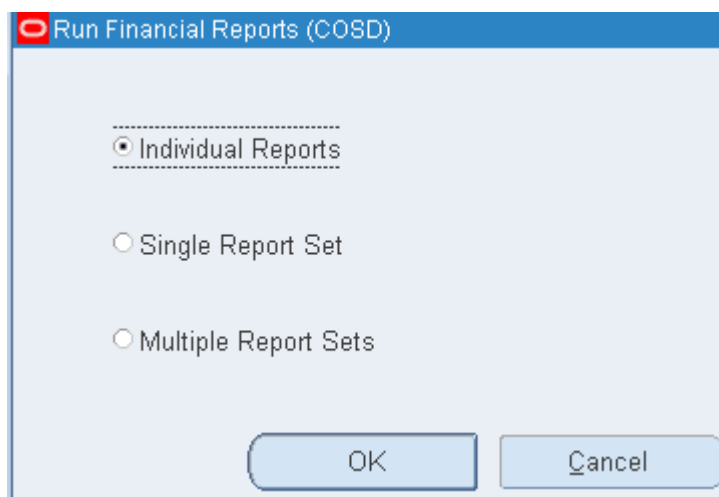 Run Financial Reports (COSD)
Individual Reports
Single Report Set
Multiple Report Sets
OK Cancel